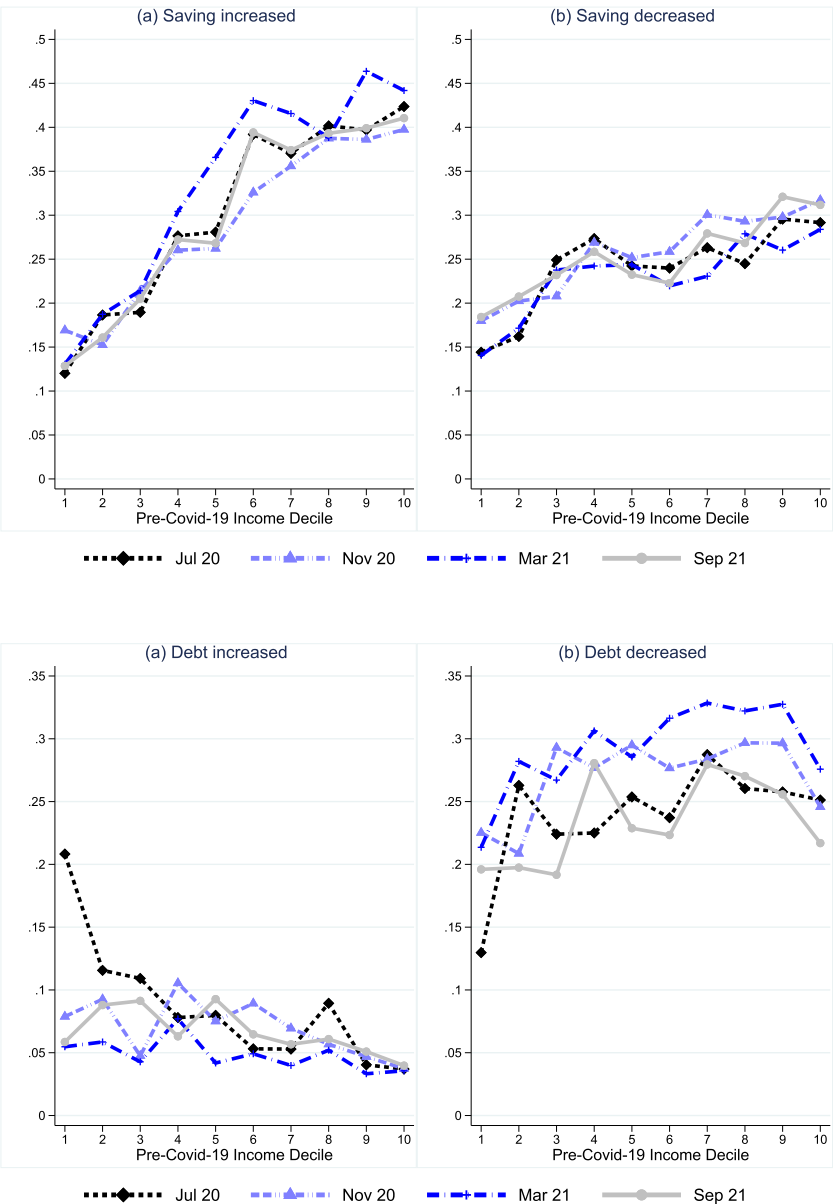 (a) Saving increased
.5
.45
.4
.35
.3
.25
.2
.15
.1
.05
0
1 2 3 4 5 6 7 8 9 10
Pre-Covid-19 Income Decile
(b) Saving decreased
.5
.45
.4
.35
.3
.25
.2
.15
.1
.05
0
1 2 3 4 5 6 7 8 9 10
Pre-Covid-19 Income Decile
Jul 20 Nov 20 Mar 21 Sep 21
(a) Debt increased
.35
.3
.25
.2
.15
.1
.05
0
1 2 3 4 5 6 7 8 9 10
Pre-Covid-19 Income Decile
(b) Debt decreased
.35
.3
.25
.2
.15
.1
.05
0
1 2 3 4 5 6 7 8 9 10
Pre-Covid-19 Income Decile
Jul 20 Nov 20 Mar 21 Sep 21